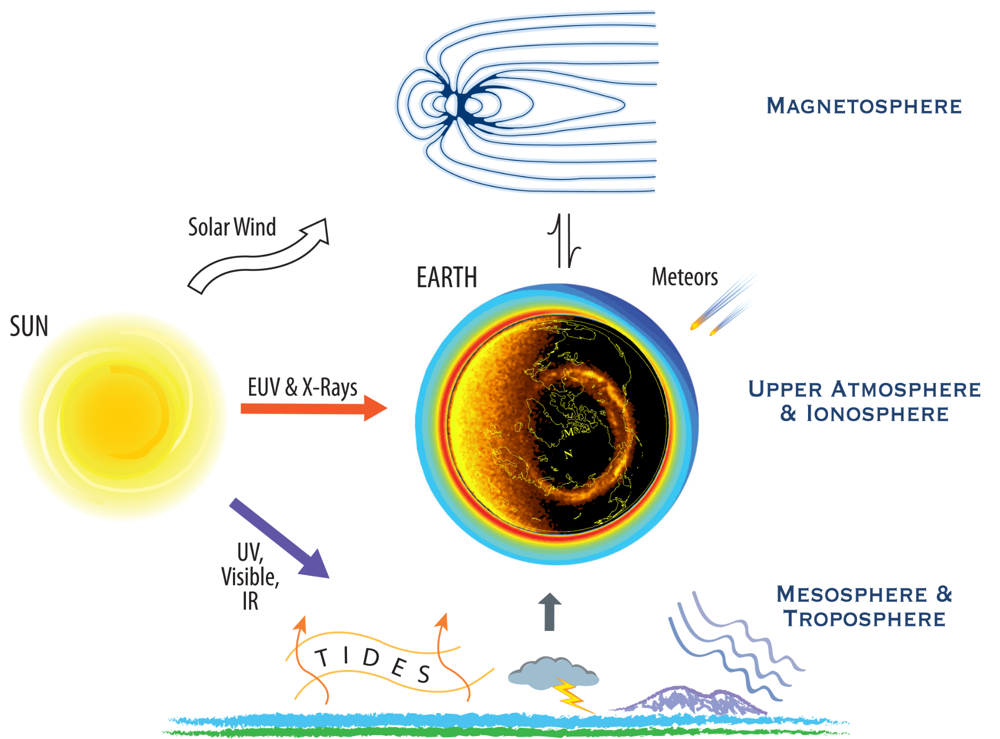 MAGNETOSPHERE
Solar Wind
EARTH
Meteors
SUN
EUV & X-Rays
UPPER ATMOSPHERE
& IONOSPHERE
M
N
UV,
Visible,
IR
MESOSPHERE &
TROPOSPHERE
TIDES